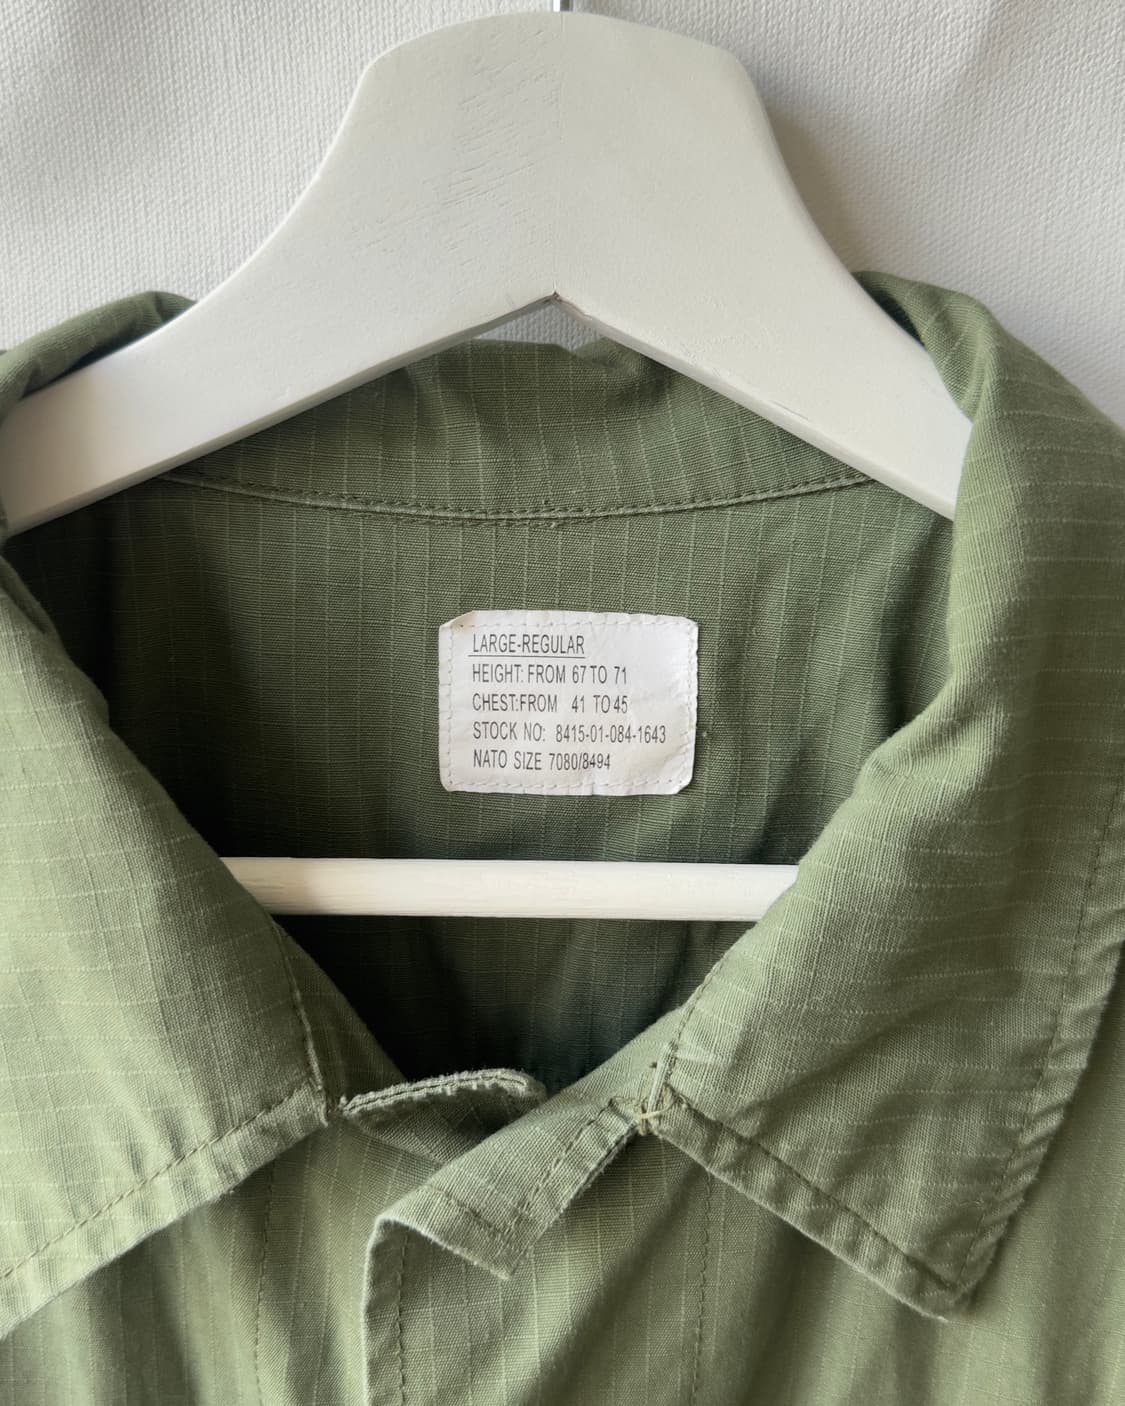 LARGE-REGULAR
HEIGHT: FROM 67 TO 71
CHEST:FROM 41 TO 45
STOCK NO: 8415-01-084-1643
NATO SIZE 7080/8494